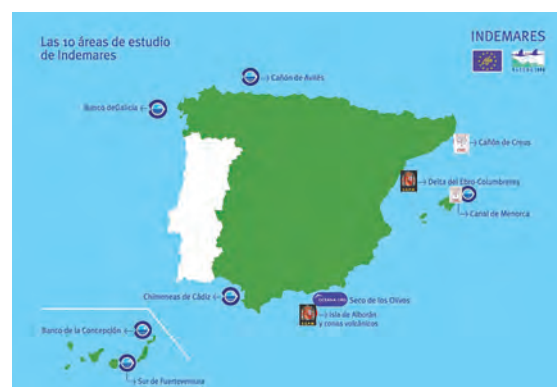 Las 10 áreas de estudio
de Indemares
INDEMARES
Cañón de Avilés
Banco deGalicia
Cañón de Creus
Delta del Ebro-Columbretes
Canal de Menorca
Chimeneas de Cádiz
Seco de los Olivos
Isla de Alborán
y conos volcánicos
Banco de la Concepción
Sur de Fuerteventura